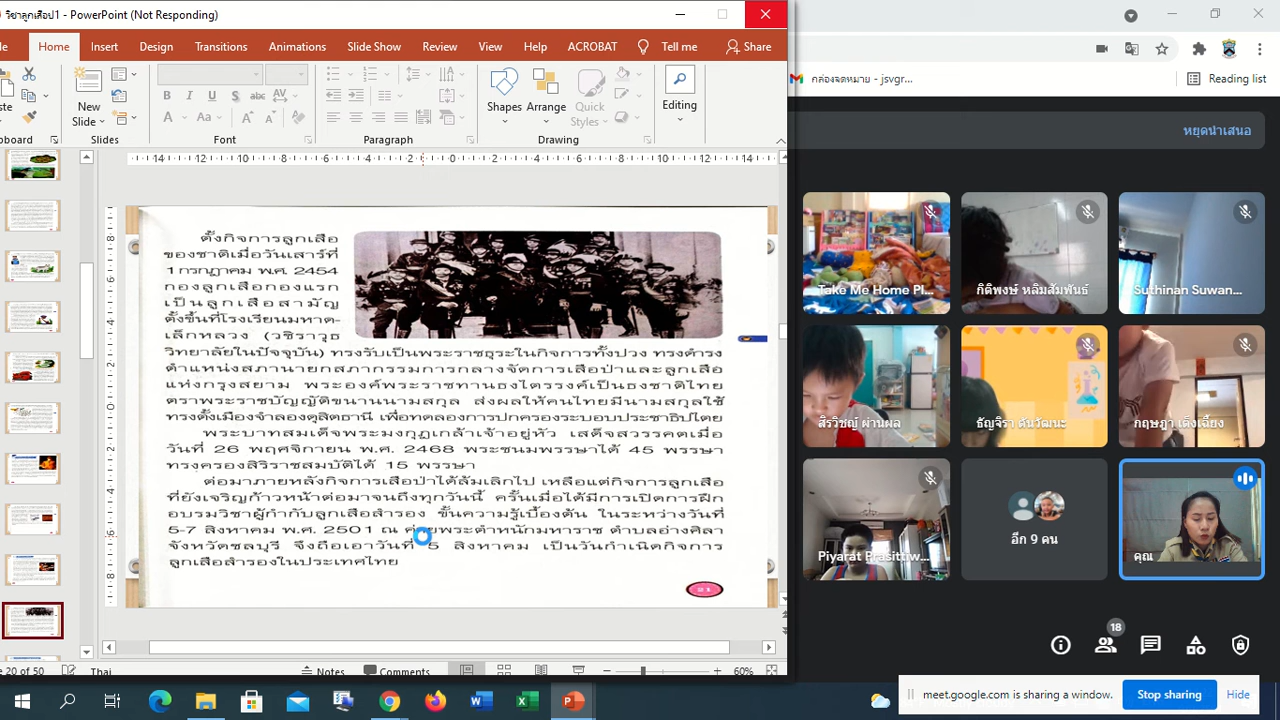 วิชาลูกเสือป1 - PowerPoint (Not Responding)
Home Insert Design Transitions Animations Slide Show Review View Help ACROBAT Tell me Share
New
Slide
Shapes Arrange Quick
Styles
Editing
Slides Font Paragraph Drawing
กล่องจดหมาย - jsvgr...
Reading list
หยุดนำเสนอ
14 12 10 8 6 4 2 0 2 4 6 8 10 12 14
ตั้งกิจการลูกเสือ
ของชาติเมื่อวันเสาร์ที่
1 กรกฎาคม พ.ศ. 2454
กองลูกเสือกองแรก
เป็นลูกเสือสามัญ
ตั้งขึ้นที่โรงเรียนมหาด-
เล็กหลวง (วชิราวุธ
วิทยาลัยในปัจจุบัน) ทรงรับเป็นพระราชธุระในกิจการทั้งปวง ทรงดำรง
ตำแหน่งสภานายกสภากรรมการกลางจัดการเสือป่าและลูกเสือ
แห่งกรุงสยาม พระองค์พระราชทานธงไตรรงค์เป็นธงชาติไทย
ตราพระราชบัญญัติขนานนามสกุล ส่งผลให้คนไทยมีนามสกุลใช้
ทรงตั้งเมืองจำลองดุสิตธานี เพื่อทดลองการปกครองระบอบประชาธิปไตย
พระบาทสมเด็จพระมงกุฎเกล้าเจ้าอยู่หัว เสด็จสวรรคตเมื่อ
วันที่ 26 พฤศจิกายน พ.ศ. 2468 พระชนมพรรษาได้ 45 พรรษา
ทรงครองสิริราชสมบัติได้ 15 พรรษา
ต่อมาภายหลังกิจการเสือป่าได้ล้มเลิกไป เหลือแต่กิจการลูกเสือ
ที่ยังเจริญก้าวหน้าต่อมาจนถึงทุกวันนี้ ครั้นเมื่อได้มีการเปิดการฝึก
อบรมวิชาผู้กำกับลูกเสือสำรอง ขั้นความรู้เบื้องต้น ในระหว่างวันที่
5-7 สิงหาคม พ.ศ. 2501 ณ ค่ายพระตำหนักมหาราช ตำบลอ่างศิลา
จังหวัดชลบุรี จึงถือเอาวันที่ 5 สิงหาคม เป็นวันกำเนิดกิจการ
ลูกเสือสำรองในประเทศไทย
Take Me Home Pl...
กิติพงษ์ หลิมสัมพันธ์
Suthinan Suwan...
สิรวิชญ์ ผ่านผล
ธัญจิรา ตันวัฒนะ
กฤษฎา เต็งเฉี้ยง
Piyarat Prasittiw...
อีก 9 คน
คุณ
18
20 of 50 Thai Notes Comments 60%
meet.google.com is sharing a window. Stop sharing Hide